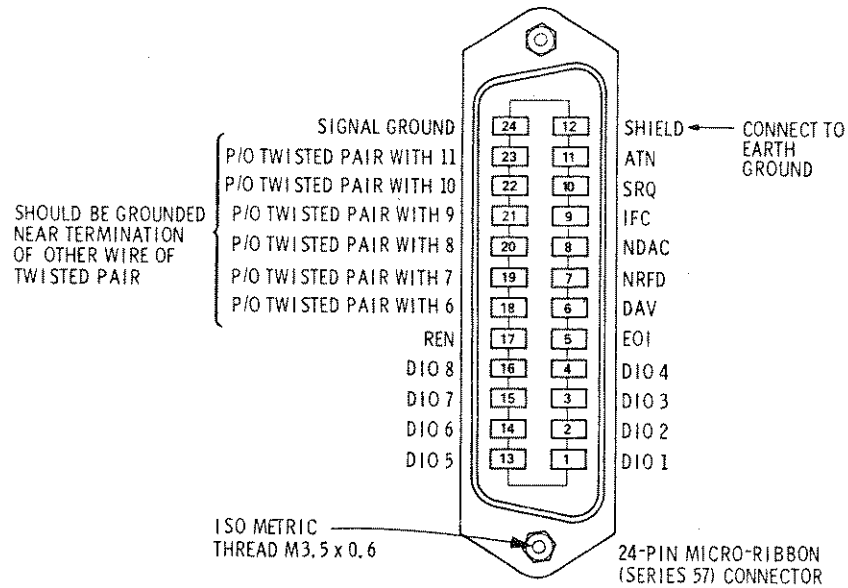 SIGNAL GROUND 24 12 SHIELD CONNECT TO
EARTH
GROUND
P/O TWISTED PAIR WITH 11 23 11 ATN
P/O TWISTED PAIR WITH 10 22 10 SRQ
P/O TWISTED PAIR WITH 9 21 9 IFC
P/O TWISTED PAIR WITH 8 20 8 NDAC
P/O TWISTED PAIR WITH 7 19 7 NRFD
P/O TWISTED PAIR WITH 6 18 6 DAV
SHOULD BE GROUNDED
NEAR TERMINATION
OF OTHER WIRE OF
TWISTED PAIR
REN 17 5 EOI
DIO 8 16 4 DIO 4
DIO 7 15 3 DIO 3
DIO 6 14 2 DIO 2
DIO 5 13 1 DIO 1
ISO METRIC
THREAD M3.5 x 0.6
24-PIN MICRO-RIBBON
(SERIES 57) CONNECTOR